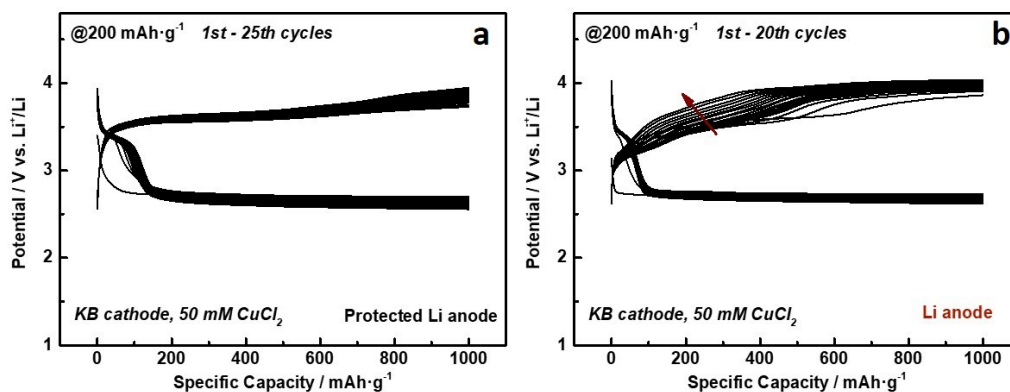 @200 mAh·g⁻¹ 1st - 25th cycles
a
4
3
2
1
Potential / V vs. Li⁺/Li
KB cathode, 50 mM CuCl₂
Protected Li anode
0 200 400 600 800 1000
Specific Capacity / mAh·g⁻¹
@200 mAh·g⁻¹ 1st - 20th cycles
b
4
3
2
1
Potential / V vs. Li⁺/Li
KB cathode, 50 mM CuCl₂
Li anode
0 200 400 600 800 1000
Specific Capacity / mAh·g⁻¹